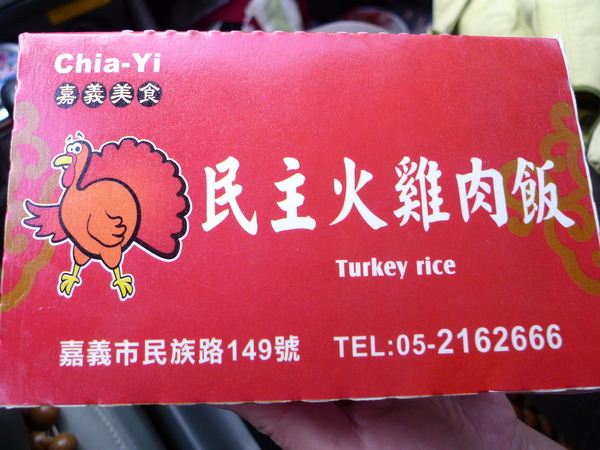 Chia-Yi
嘉義美食
民主火雞肉飯
Turkey rice
嘉義市民族路149號 TEL:05-2162666